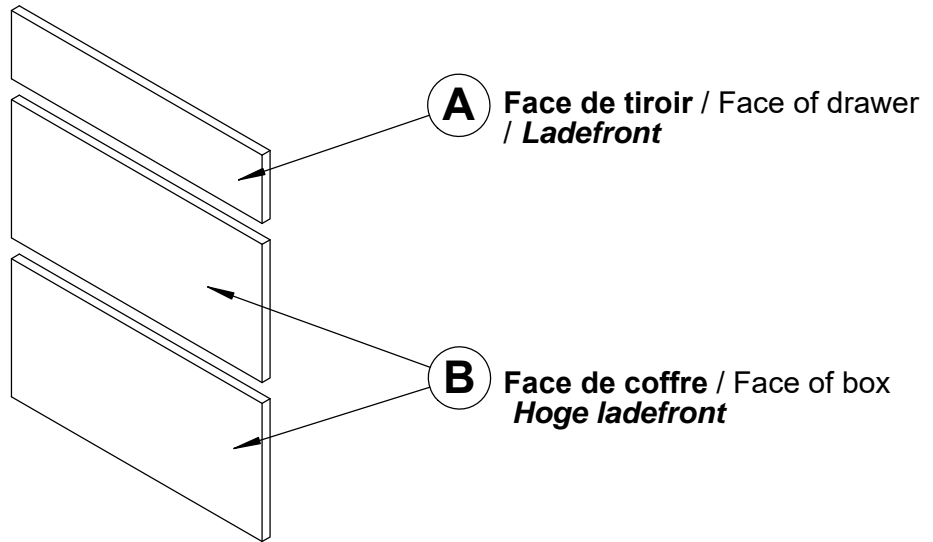 A
Face de tiroir / Face of drawer
/ Ladefront
B
Face de coffre / Face of box
Hoge ladefront